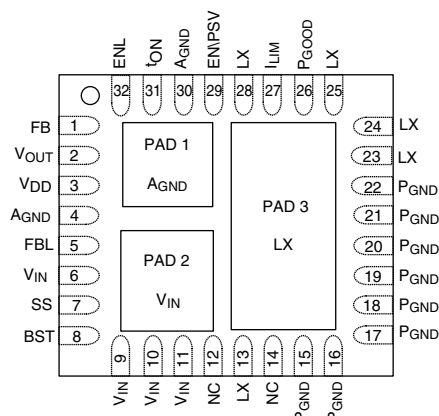 ENL tON AGND EN\PSV LX ILIM PGOOD LX
32 31 30 29 28 27 26 25
FB 1
VOUT 2
VDD 3
AGND 4
FBL 5
VIN 6
SS 7
BST 8
PAD 1
AGND
PAD 2
VIN
PAD 3
LX
24 LX
23 LX
22 PGND
21 PGND
20 PGND
19 PGND
18 PGND
17 PGND
9 10 11 12 13 14 15 16
VIN VIN VIN NC LX NC PGND PGND